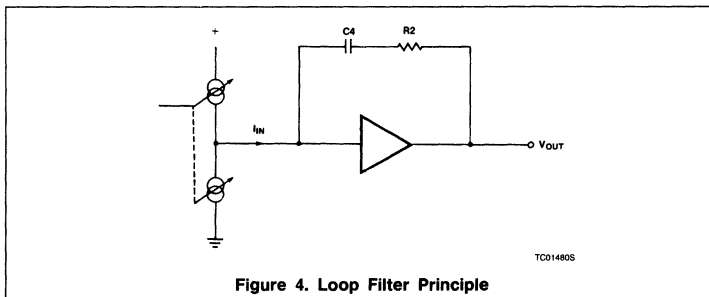 C4
R2
+
IIN
VOUT
TC01480S
Figure 4. Loop Filter Principle